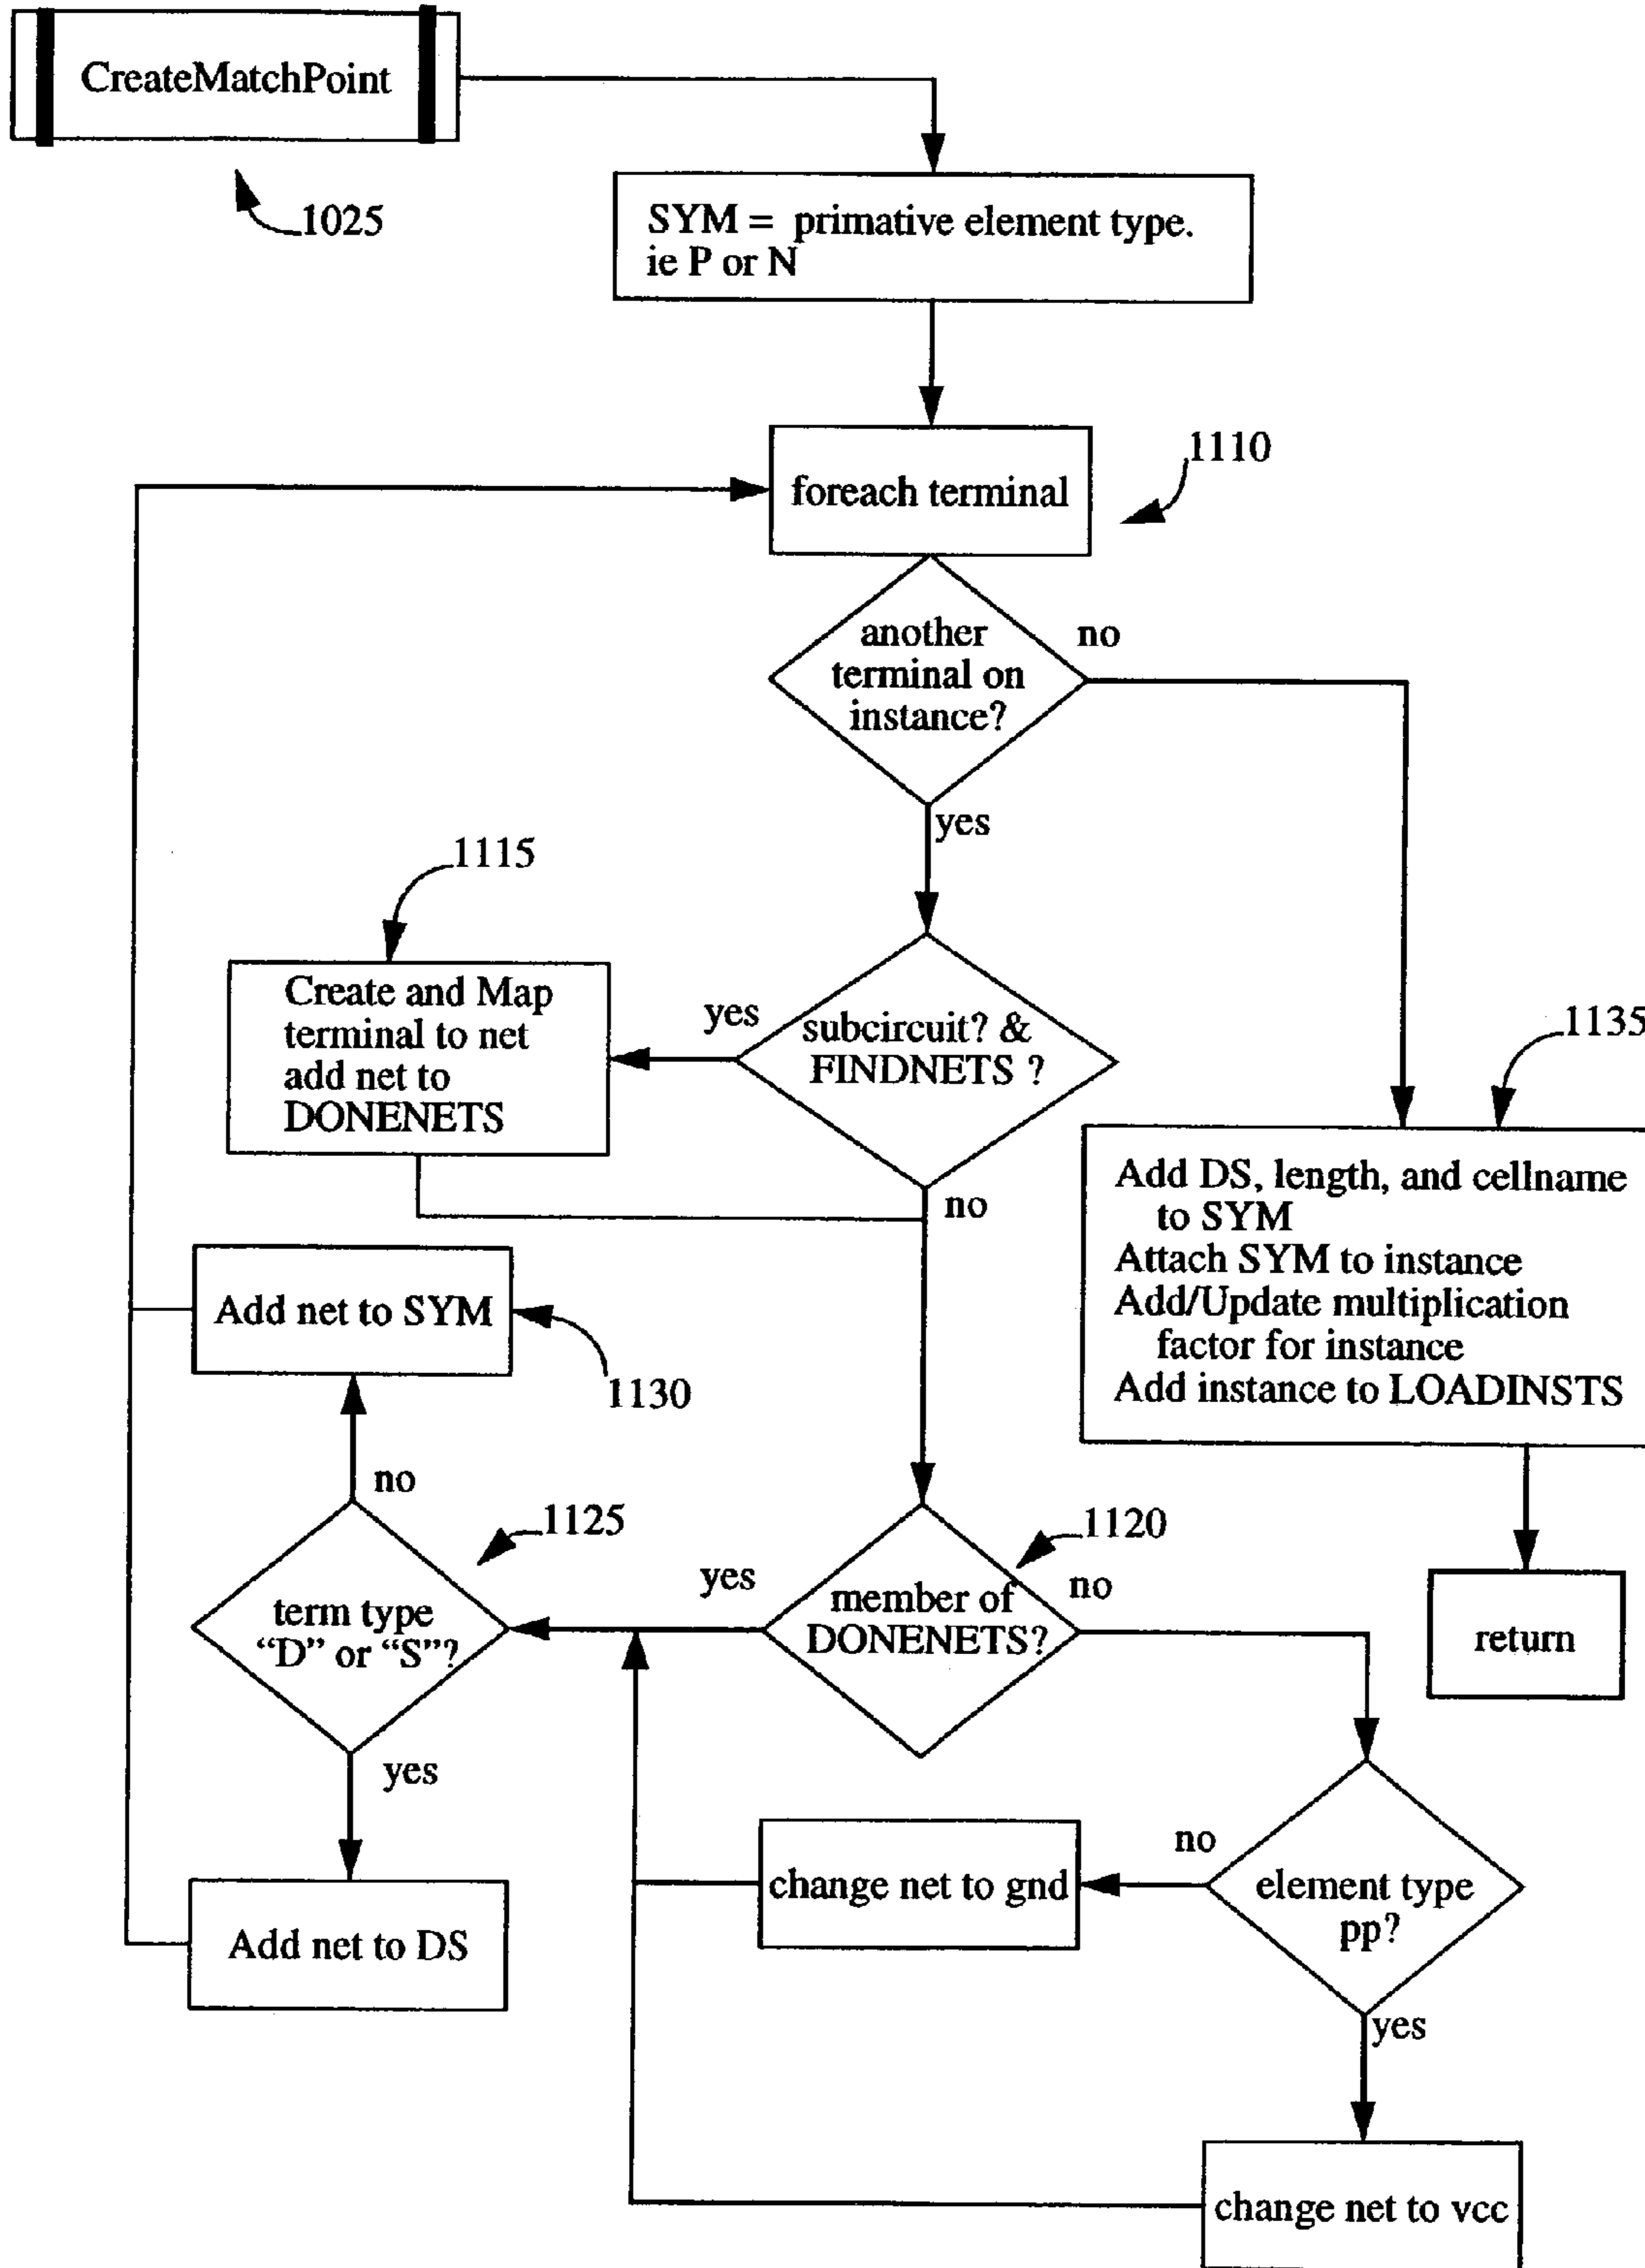 CreateMatchPoint
1025
SYM = primative element type.
ie P or N
foreach terminal
1110
another
terminal on
instance?
no
yes
1115
Create and Map
terminal to net
add net to
DONENETS
yes
subcircuit? &
FINDNETS ?
no
1135
Add DS, length, and cellname
to SYM
Attach SYM to instance
Add/Update multiplication
factor for instance
Add instance to LOADINSTS
return
Add net to SYM
1130
no
1125
term type
“D” or “S”?
yes
Add net to DS
yes
member of
DONENETS?
1120
no
change net to gnd
no
element type
pp?
yes
change net to vcc